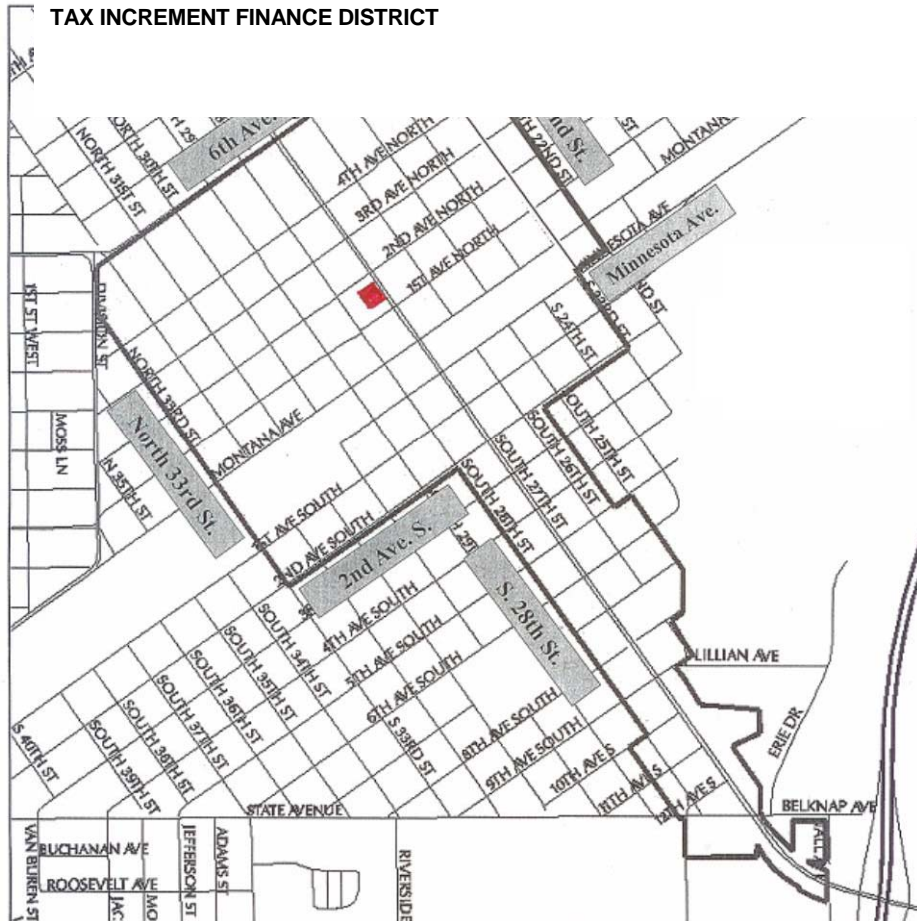 TAX INCREMENT FINANCE DISTRICT
6th Ave.
NORTH 31ST ST
4TH AVE NORTH
3RD AVE NORTH
2ND AVE NORTH
1ST AVE NORTH
nd St.
22ND ST
Minnesota Ave.
S 23RD ST
S 24TH ST
1ST ST WEST
DIVISION ST
NORTH 33RD ST
North 33rd St.
MOSS LN
N 35TH ST
MONTANA AVE
1ST AVE SOUTH
2ND AVE SOUTH
2nd Ave. S.
SOUTH 25TH ST
SOUTH 26TH ST
SOUTH 27TH ST
SOUTH 28TH ST
S. 28th St.
4TH AVE SOUTH
5TH AVE SOUTH
6TH AVE SOUTH
8TH AVE SOUTH
9TH AVE SOUTH
10TH AVE S
11TH AVE S
12TH AVE S
SOUTH 34TH ST
SOUTH 35TH ST
SOUTH 36TH ST
SOUTH 37TH ST
SOUTH 39TH ST
S 40TH ST
S 33RD ST
LILLIAN AVE
ERIE DR
BELKNAP AVE
STATE AVENUE
VAN BUREN ST
BUCHANAN AVE
ROOSEVELT AVE
JEFFERSON ST
ADAMS ST
RIVERSIDE